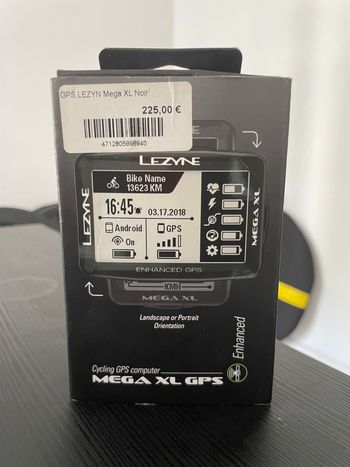 GPS LEZYN Mega XL Noir
225,00 €
4712805998940
LEZYNE
Bike Name
13623 KM
16:45
03.17.2018
Android
GPS
On
LEZYNE
MEGA XL
ENHANCED GPS
KMH
MEGA XL
Landscape or Portrait
Orientation
Cycling GPS computer
MEGA XL GPS
Enhanced